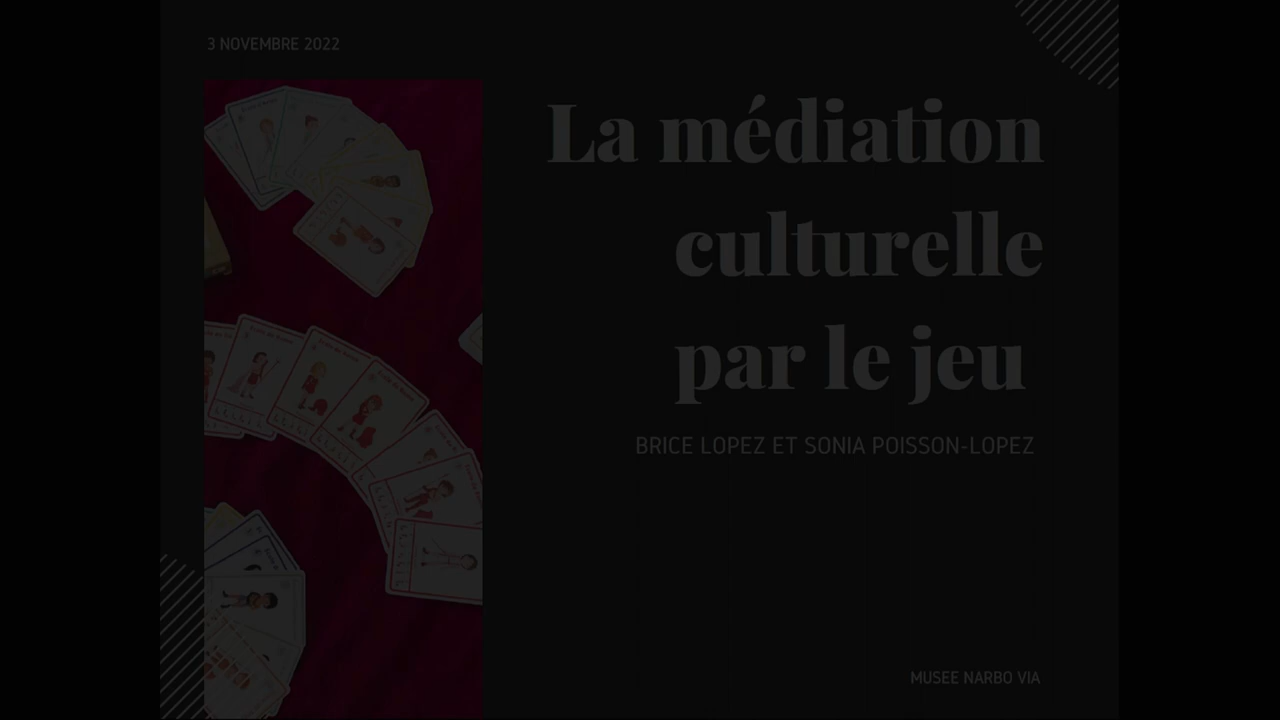 3 NOVEMBRE 2022
La médiation
culturelle
par le jeu
BRICE LOPEZ ET SONIA POISSON-LOPEZ
MUSEE NARBO VIA